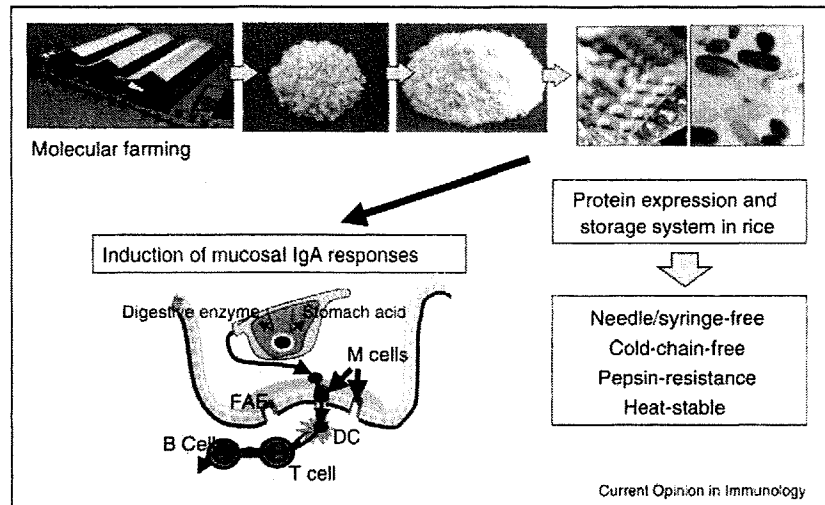 Molecular farming
Protein expression and
storage system in rice
Induction of mucosal IgA responses
Digestive enzyme
Stomach acid
Needle/syringe-free
Cold-chain-free
Pepsin-resistance
Heat-stable
M cells
FAE
DC
B Cell
T cell
Current Opinion in Immunology